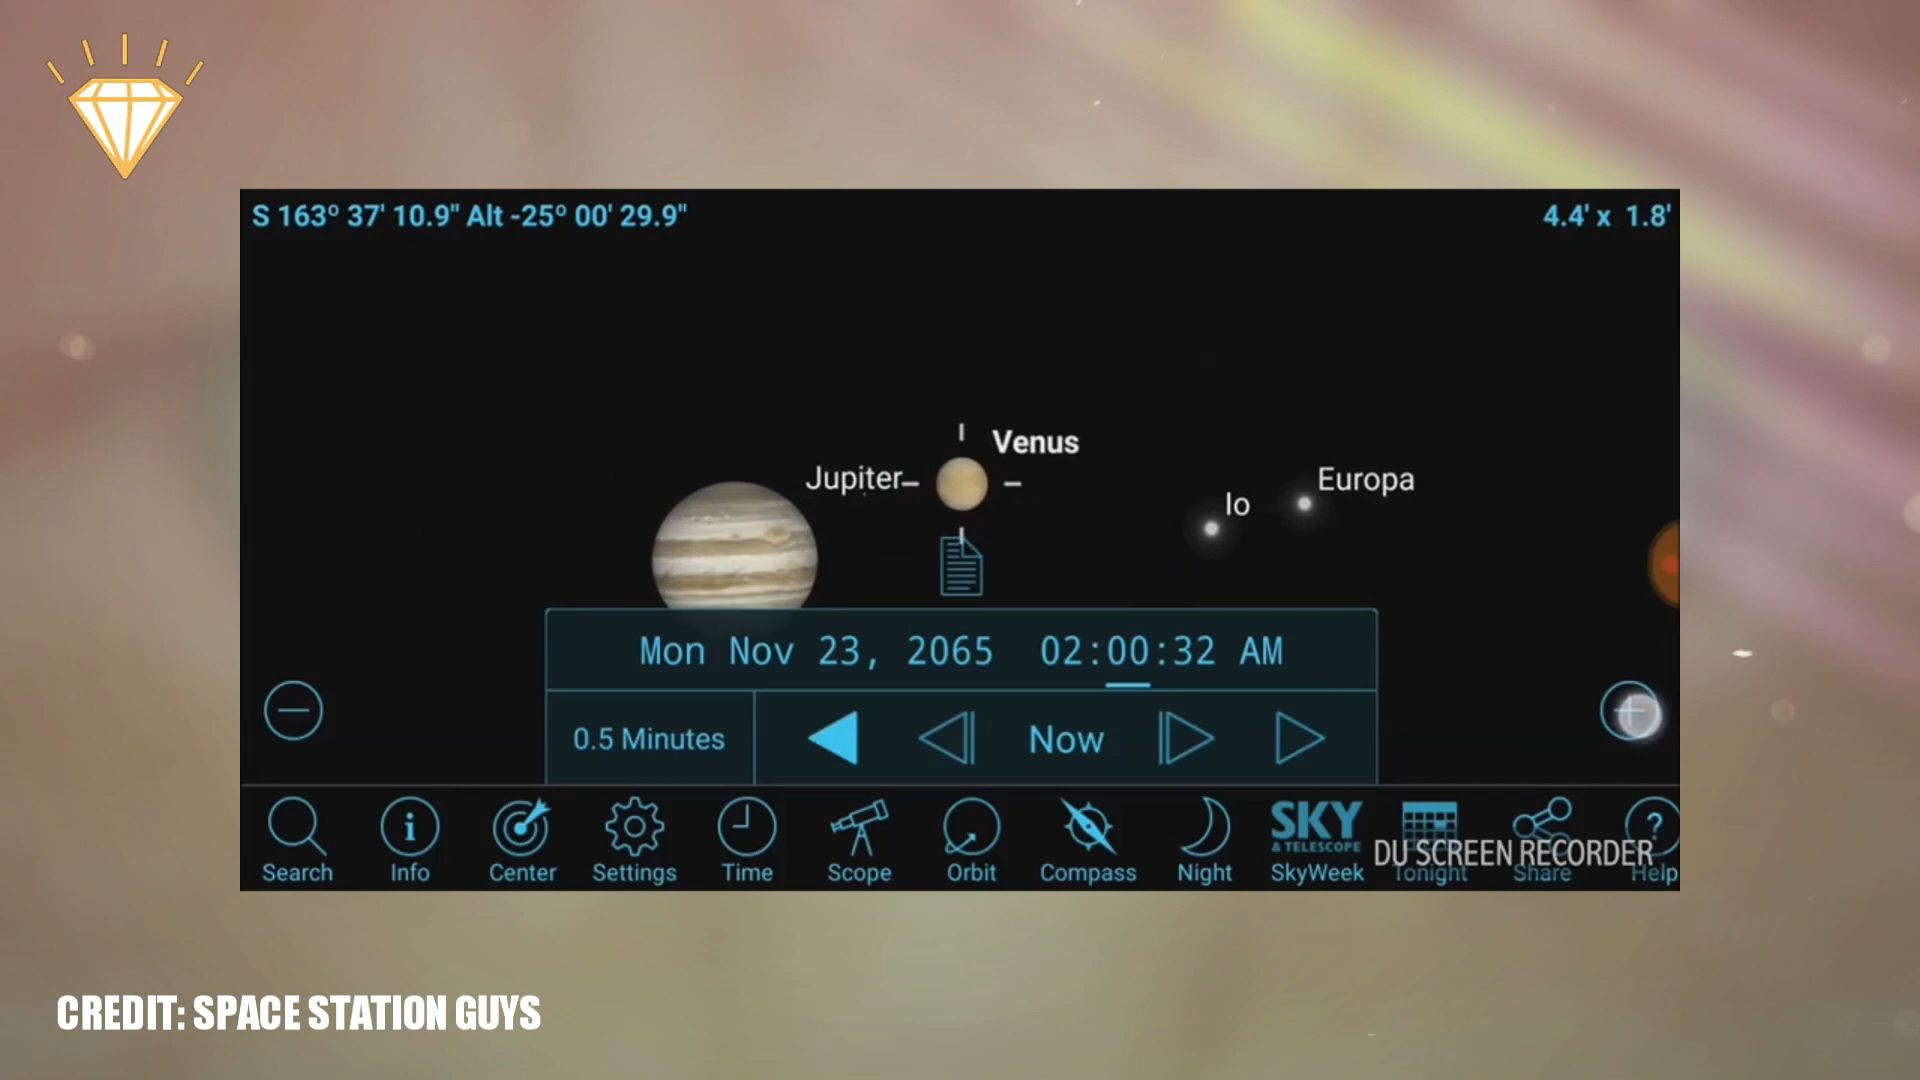 S 163° 37' 10.9" Alt -25° 00' 29.9"
4.4' x 1.8'
Venus
Jupiter
Europa
Io
Mon Nov 23, 2065 02:00:32 AM
0.5 Minutes
Now
SKY
& TELESCOPE
?
DU SCREEN RECORDER
Search Info Center Settings Time Scope Orbit Compass Night SkyWeek Tonight Share Help
CREDIT: SPACE STATION GUYS